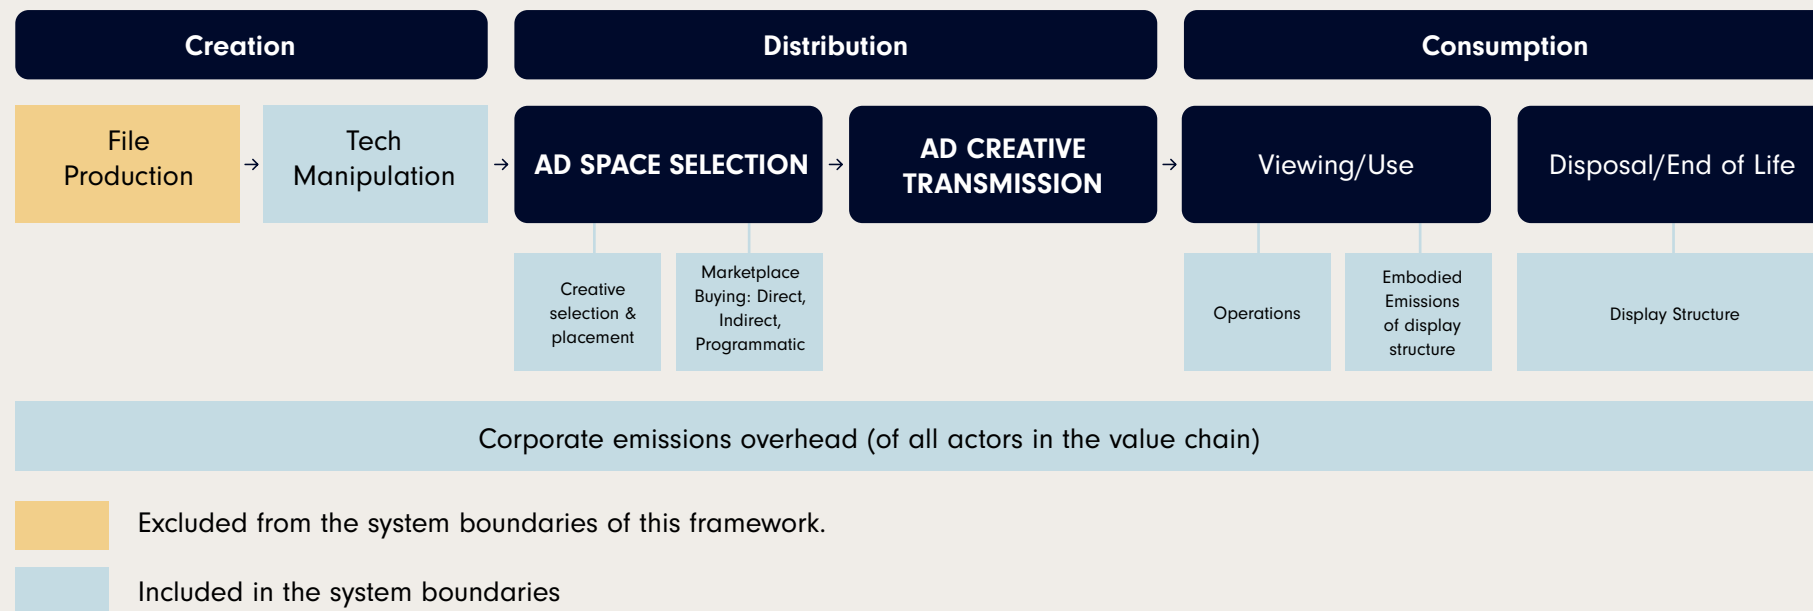 Creation
Distribution
Consumption
File
Production
→
Tech
Manipulation
→
AD SPACE SELECTION
→
AD CREATIVE
TRANSMISSION
→
Viewing/Use
Disposal/End of Life
Creative
selection &
placement
Marketplace
Buying: Direct,
Indirect,
Programmatic
Operations
Embodied
Emissions
of display
structure
Display Structure
Corporate emissions overhead (of all actors in the value chain)
Excluded from the system boundaries of this framework.
Included in the system boundaries